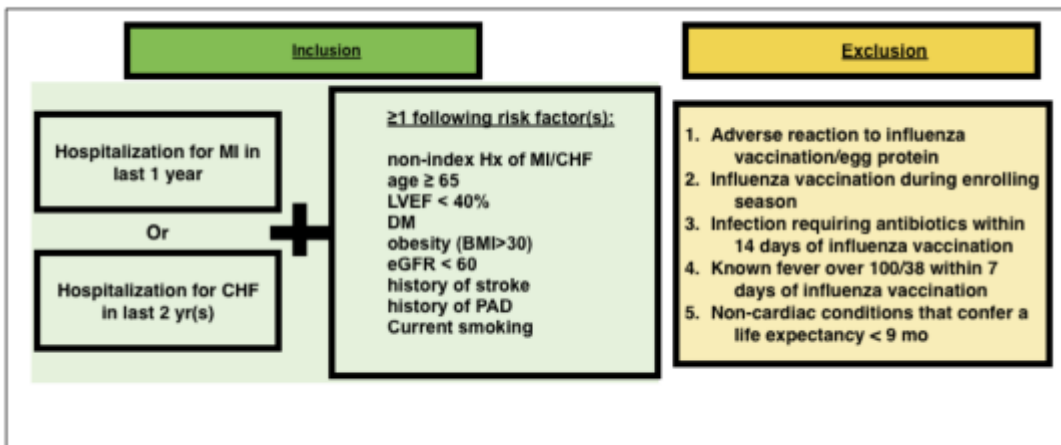 Inclusion
Exclusion
Hospitalization for MI in
last 1 year
Or
Hospitalization for CHF
in last 2 yr(s)
≥1 following risk factor(s):
non-index Hx of MI/CHF
age ≥ 65
LVEF < 40%
DM
obesity (BMI>30)
eGFR < 60
history of stroke
history of PAD
Current smoking
1. Adverse reaction to influenza
vaccination/egg protein
2. Influenza vaccination during enrolling
season
3. Infection requiring antibiotics within
14 days of influenza vaccination
4. Known fever over 100/38 within 7
days of influenza vaccination
5. Non-cardiac conditions that confer a
life expectancy < 9 mo